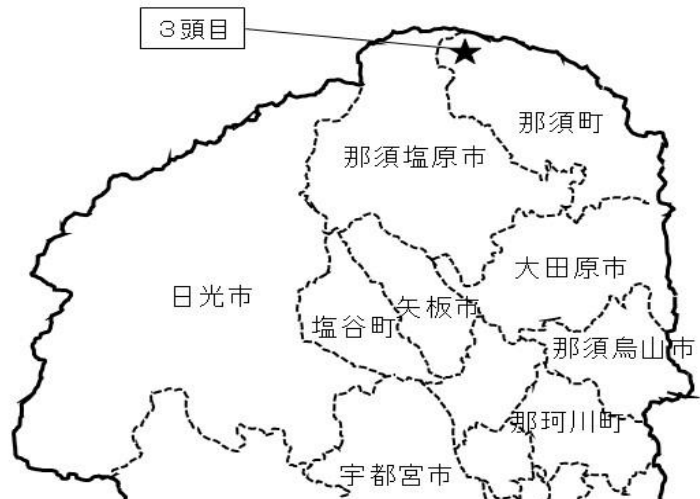 3頭目
★
那須町
那須塩原市
大田原市
日光市
矢板市
塩谷町
那須烏山市
那珂川町
宇都宮市